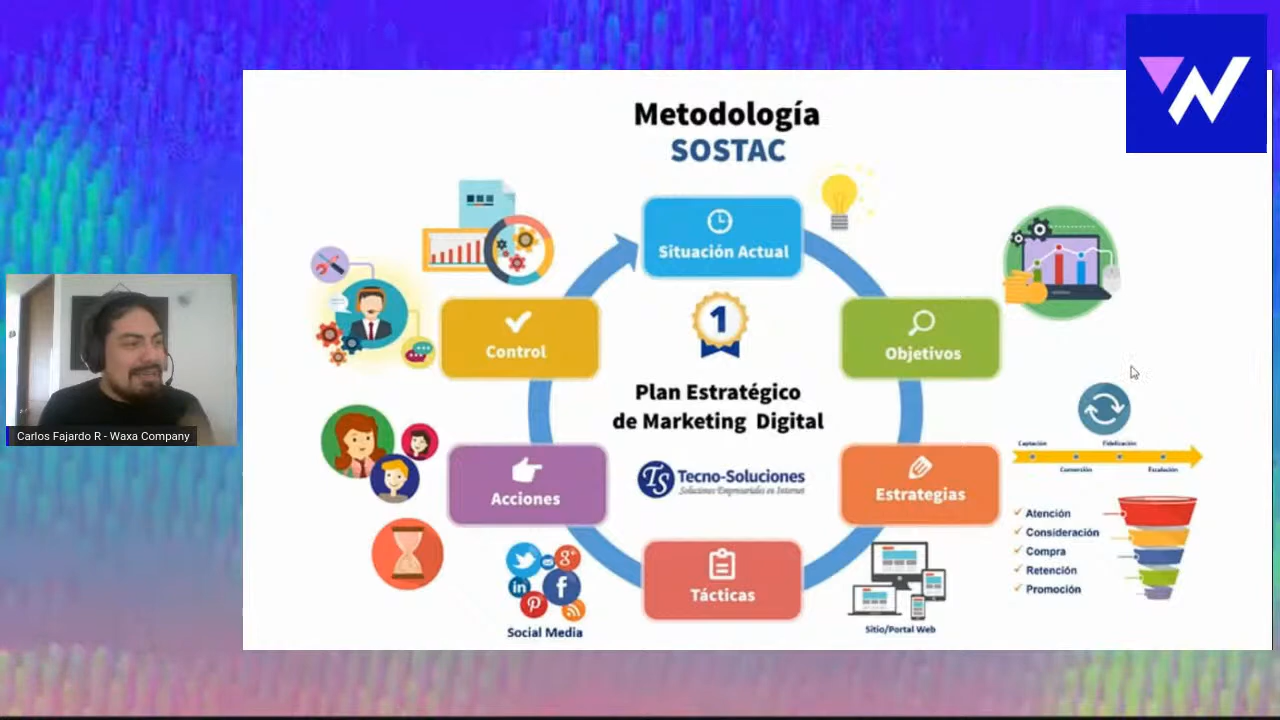 Metodología
SOSTAC
Situación Actual
Control
1
Objetivos
Plan Estratégico
de Marketing Digital
TS Tecno-Soluciones
Soluciones Empresariales en Internet
Captación
Fidelización
Conversión
Escalación
Acciones
Estrategias
Atención
Consideración
Compra
Retención
Promoción
Tácticas
in
g+
f
Social Media
Sitio/Portal Web
Carlos Fajardo R - Waxa Company
W